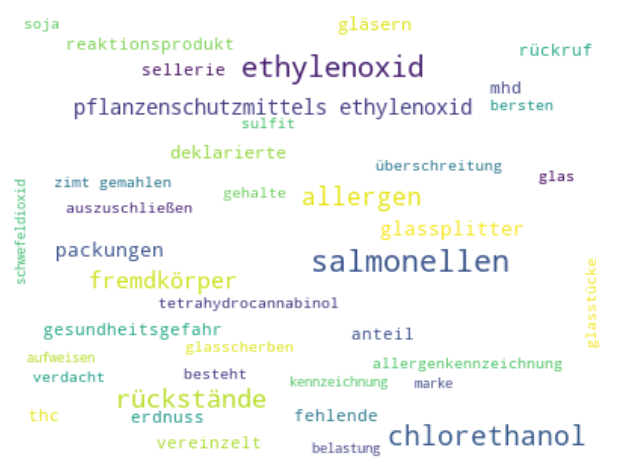 soja
gläsern
reaktionsprodukt
rückruf
sellerie
ethylenoxid
mhd
pflanzenschutzmittels ethylenoxid
bersten
sulfit
deklarierte
überschreitung
glas
zimt gemahlen
schwefeldioxid
gehalte
allergen
auszuschließen
glassplitter
packungen
salmonellen
fremdkörper
glasstücke
tetrahydrocannabinol
gesundheitsgefahr
anteil
glasscherben
aufweisen
allergenkennzeichnung
verdacht
besteht
kennzeichnung
marke
rückstände
thc
erdnuss
fehlende
vereinzelt
belastung
chlorethanol